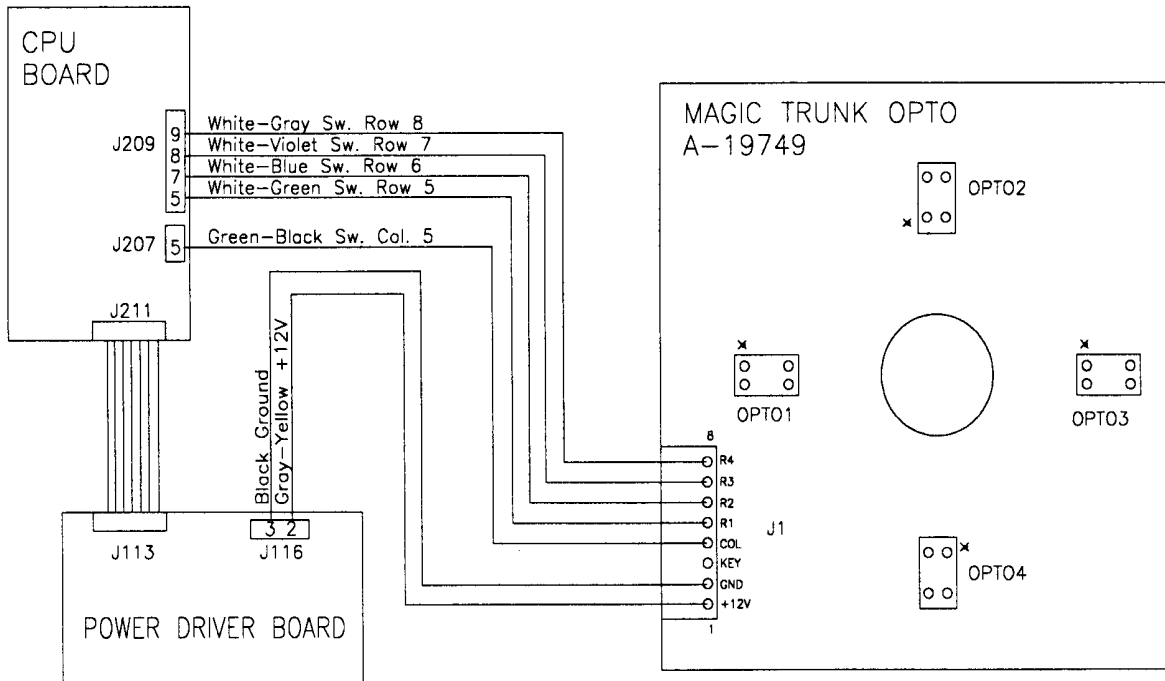 CPU
BOARD
J209
9 White-Gray Sw. Row 8
8 White-Violet Sw. Row 7
7 White-Blue Sw. Row 6
5 White-Green Sw. Row 5
J207 5 Green-Black Sw. Col. 5
J211
Black Ground
Gray-Yellow +12V
3 2
J113
J116
POWER DRIVER BOARD
MAGIC TRUNK OPTO
A-19749
OPTO2
OPTO1
OPTO3
OPTO4
8
R4
R3
R2
R1
J1
COL
KEY
GND
+12V
1